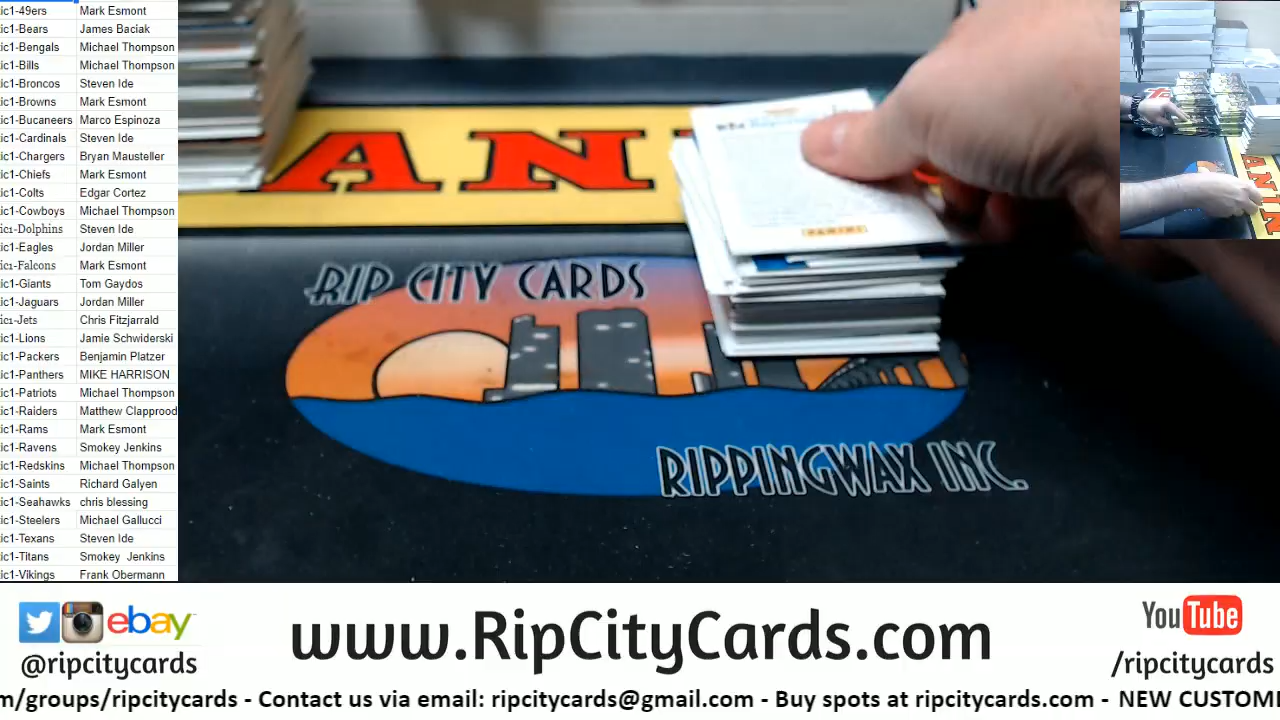 ic1-49ers Mark Esmont
ic1-Bears James Baciak
ic1-Bengals Michael Thompson
ic1-Bills Michael Thompson
ic1-Broncos Steven Ide
ic1-Browns Mark Esmont
ic1-Bucaneers Marco Espinoza
ic1-Cardinals Steven Ide
ic1-Chargers Bryan Mausteller
ic1-Chiefs Mark Esmont
ic1-Colts Edgar Cortez
ic1-Cowboys Michael Thompson
ic1-Dolphins Steven Ide
ic1-Eagles Jordan Miller
ic1-Falcons Mark Esmont
ic1-Giants Tom Gaydos
ic1-Jaguars Jordan Miller
ic1-Jets Chris Fitzjarrald
ic1-Lions Jamie Schwiderski
ic1-Packers Benjamin Platzer
ic1-Panthers MIKE HARRISON
ic1-Patriots Michael Thompson
ic1-Raiders Matthew Clapprood
ic1-Rams Mark Esmont
ic1-Ravens Smokey Jenkins
ic1-Redskins Michael Thompson
ic1-Saints Richard Galyen
ic1-Seahawks chris blessing
ic1-Steelers Michael Gallucci
ic1-Texans Steven Ide
ic1-Titans Smokey Jenkins
ic1-Vikings Frank Obermann
ANI
PANINI
RIP CITY CARDS
RIPPINGWAX INC.
ebay
@ripcitycards
www.RipCityCards.com
YouTube
/ripcitycards
m/groups/ripcitycards - Contact us via email: ripcitycards@gmail.com - Buy spots at ripcitycards.com - NEW CUSTOME